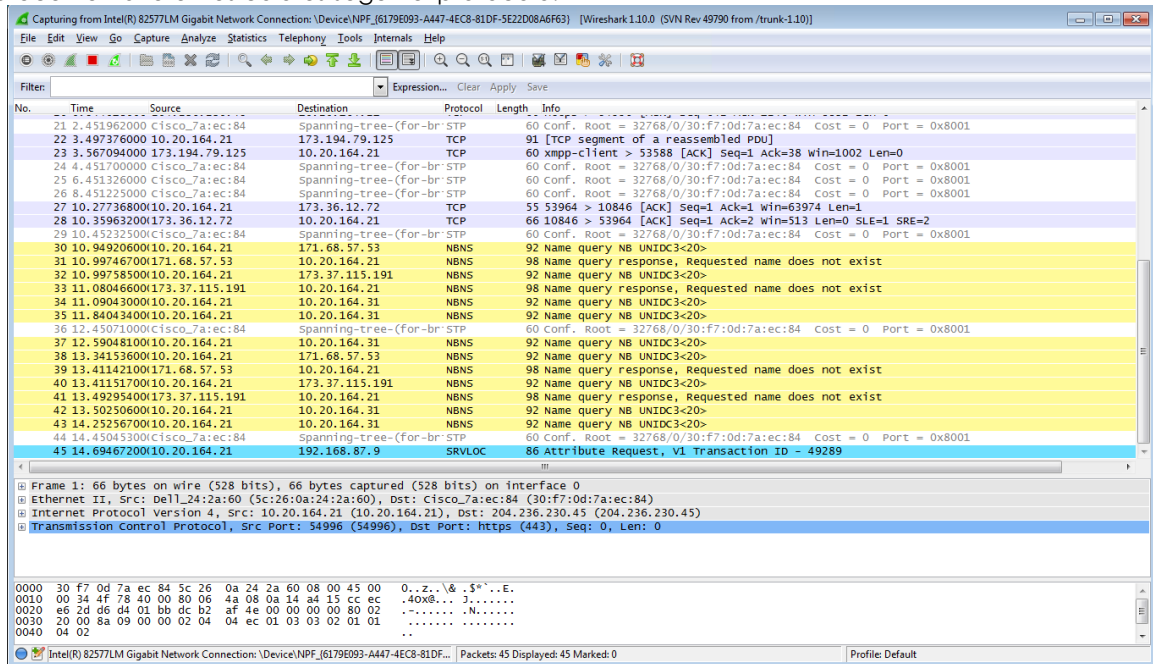 Capturing from Intel(R) 82577LM Gigabit Network Connection: \Device\NPF_{6179E093-A447-4EC8-81DF-5E22D08A6F63} [Wireshark 1.10.0 (SVN Rev 49790 from /trunk-1.10)]
File Edit View Go Capture Analyze Statistics Telephony Tools Internals Help
Filter: Expression... Clear Apply Save
No. Time Source Destination Protocol Length Info
21 2.451962000 Cisco_7a:ec:84 Spanning-tree-(for-br STP 60 Conf. Root = 32768/0/30:f7:0d:7a:ec:84 Cost = 0 Port = 0x8001
22 3.497376000 10.20.164.21 173.194.79.125 TCP 91 [TCP segment of a reassembled PDU]
23 3.567094000 173.194.79.125 10.20.164.21 TCP 60 xmpp-client > 53588 [ACK] Seq=1 Ack=38 Win=1002 Len=0
24 4.451700000 Cisco_7a:ec:84 Spanning-tree-(for-br STP 60 Conf. Root = 32768/0/30:f7:0d:7a:ec:84 Cost = 0 Port = 0x8001
25 6.451326000 Cisco_7a:ec:84 Spanning-tree-(for-br STP 60 Conf. Root = 32768/0/30:f7:0d:7a:ec:84 Cost = 0 Port = 0x8001
26 8.451225000 Cisco_7a:ec:84 Spanning-tree-(for-br STP 60 Conf. Root = 32768/0/30:f7:0d:7a:ec:84 Cost = 0 Port = 0x8001
27 10.27736800( 10.20.164.21 173.36.12.72 TCP 55 53964 > 10846 [ACK] Seq=1 Ack=1 Win=63974 Len=1
28 10.35963200( 173.36.12.72 10.20.164.21 TCP 66 10846 > 53964 [ACK] Seq=1 Ack=2 Win=513 Len=0 SLE=1 SRE=2
29 10.45232500( Cisco_7a:ec:84 Spanning-tree-(for-br STP 60 Conf. Root = 32768/0/30:f7:0d:7a:ec:84 Cost = 0 Port = 0x8001
30 10.94920600( 10.20.164.21 171.68.57.53 NBNS 92 Name query NB UNIDC3<20>
31 10.99746700( 171.68.57.53 10.20.164.21 NBNS 98 Name query response, Requested name does not exist
32 10.99758500( 10.20.164.21 173.37.115.191 NBNS 92 Name query NB UNIDC3<20>
33 11.08046600( 173.37.115.191 10.20.164.21 NBNS 98 Name query response, Requested name does not exist
34 11.09043000( 10.20.164.21 10.20.164.31 NBNS 92 Name query NB UNIDC3<20>
35 11.84043400( 10.20.164.21 10.20.164.31 NBNS 92 Name query NB UNIDC3<20>
36 12.45071000( Cisco_7a:ec:84 Spanning-tree-(for-br STP 60 Conf. Root = 32768/0/30:f7:0d:7a:ec:84 Cost = 0 Port = 0x8001
37 12.59048100( 10.20.164.21 10.20.164.31 NBNS 92 Name query NB UNIDC3<20>
38 13.34153600( 10.20.164.21 171.68.57.53 NBNS 92 Name query NB UNIDC3<20>
39 13.41142100( 171.68.57.53 10.20.164.21 NBNS 98 Name query response, Requested name does not exist
40 13.41151700( 10.20.164.21 173.37.115.191 NBNS 92 Name query NB UNIDC3<20>
41 13.49295400( 173.37.115.191 10.20.164.21 NBNS 98 Name query response, Requested name does not exist
42 13.50250600( 10.20.164.21 10.20.164.31 NBNS 92 Name query NB UNIDC3<20>
43 14.25256700( 10.20.164.21 10.20.164.31 NBNS 92 Name query NB UNIDC3<20>
44 14.45045300( Cisco_7a:ec:84 Spanning-tree-(for-br STP 60 Conf. Root = 32768/0/30:f7:0d:7a:ec:84 Cost = 0 Port = 0x8001
45 14.69467200( 10.20.164.21 192.168.87.9 SRVLOC 86 Attribute Request, V1 Transaction ID - 49289
Frame 1: 66 bytes on wire (528 bits), 66 bytes captured (528 bits) on interface 0
Ethernet II, Src: Dell_24:2a:60 (5c:26:0a:24:2a:60), Dst: Cisco_7a:ec:84 (30:f7:0d:7a:ec:84)
Internet Protocol Version 4, Src: 10.20.164.21 (10.20.164.21), Dst: 204.236.230.45 (204.236.230.45)
Transmission Control Protocol, Src Port: 54996 (54996), Dst Port: https (443), Seq: 0, Len: 0
0000 30 f7 0d 7a ec 84 5c 26 0a 24 2a 60 08 00 45 00 0..z..\& .$*`..E.
0010 00 34 4f 78 40 00 80 06 4a 08 0a 14 a4 15 cc ec .4Ox@... J.......
0020 e6 2d d6 d4 01 bb dc b2 af 4e 00 00 00 00 80 02 .-...... .N......
0030 20 00 8a 09 00 00 02 04 04 ec 01 03 03 02 01 01 ....... ........
0040 04 02 ..
Intel(R) 82577LM Gigabit Network Connection: \Device\NPF_{6179E093-A447-4EC8-81DF... Packets: 45 Displayed: 45 Marked: 0 Profile: Default